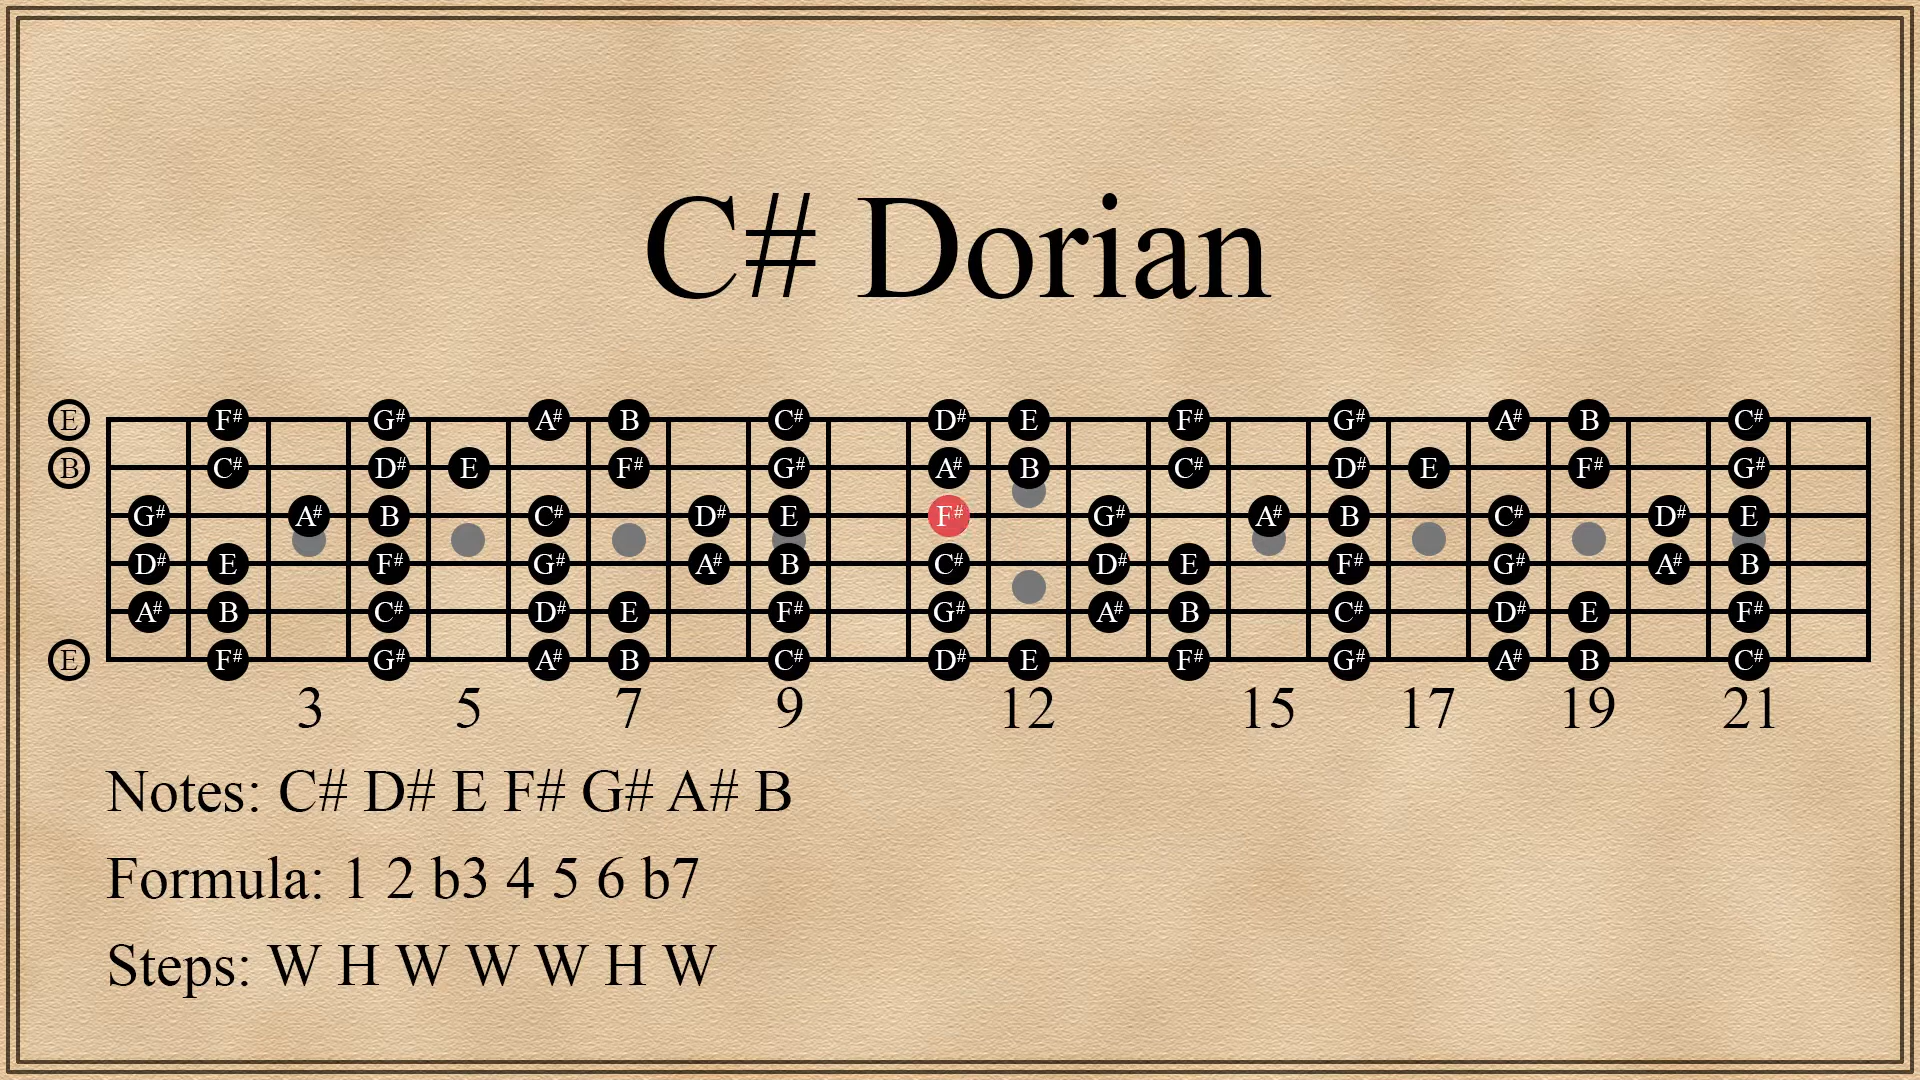 C# Dorian
E F# G# A# B C# D# E F# G# A# B C#
B C# D# E F# G# A# B C# D# E F# G#
G# A# B C# D# E F# G# A# B C# D# E
D# E F# G# A# B C# D# E F# G# A# B
A# B C# D# E F# G# A# B C# D# E F#
E F# G# A# B C# D# E F# G# A# B C#
3 5 7 9 12 15 17 19 21
Notes: C# D# E F# G# A# B
Formula: 1 2 b3 4 5 6 b7
Steps: W H W W W H W